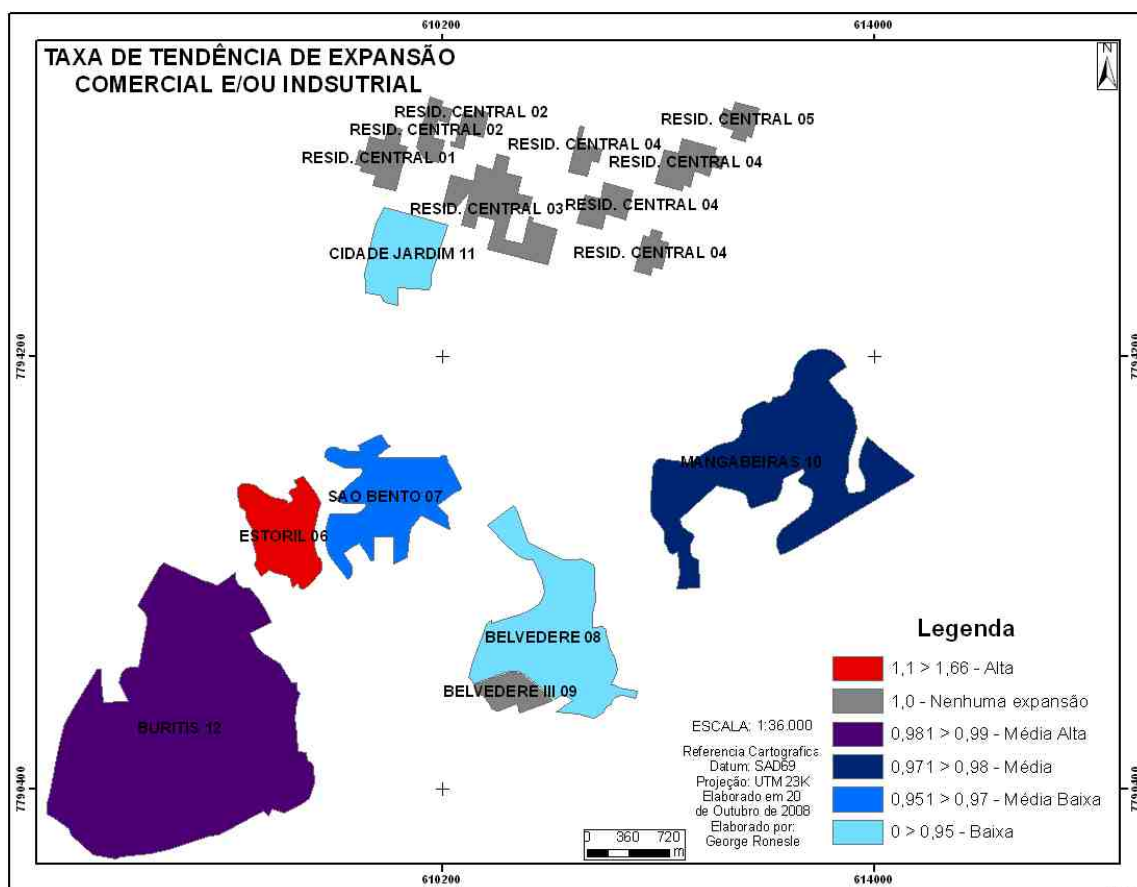 610200
614000
TAXA DE TENDÊNCIA DE EXPANSÃO
COMERCIAL E/OU INDSUTRIAL
N
RESID. CENTRAL 02
RESID. CENTRAL 02
RESID. CENTRAL 01
RESID. CENTRAL 05
RESID. CENTRAL 04
RESID. CENTRAL 04
RESID. CENTRAL 03
RESID. CENTRAL 04
CIDADE JARDIM 11
RESID. CENTRAL 04
7794200
7794200
MANGABEIRAS 10
SAO BENTO 07
ESTORIL 06
BELVEDERE 08
BELVEDERE III 09
BURITIS 12
Legenda
1,1 > 1,66 - Alta
1,0 - Nenhuma expansão
0,981 > 0,99 - Média Alta
0,971 > 0,98 - Média
0,951 > 0,97 - Média Baixa
0 > 0,95 - Baixa
ESCALA: 1:36.000
Referencia Cartografica
Datum: SAD69
Projeção: UTM 23K
Elaborado em 20
de Outubro de 2008
Elaborado por:
George Ronesle
0 360 720
m
7790400
7790400
610200
614000